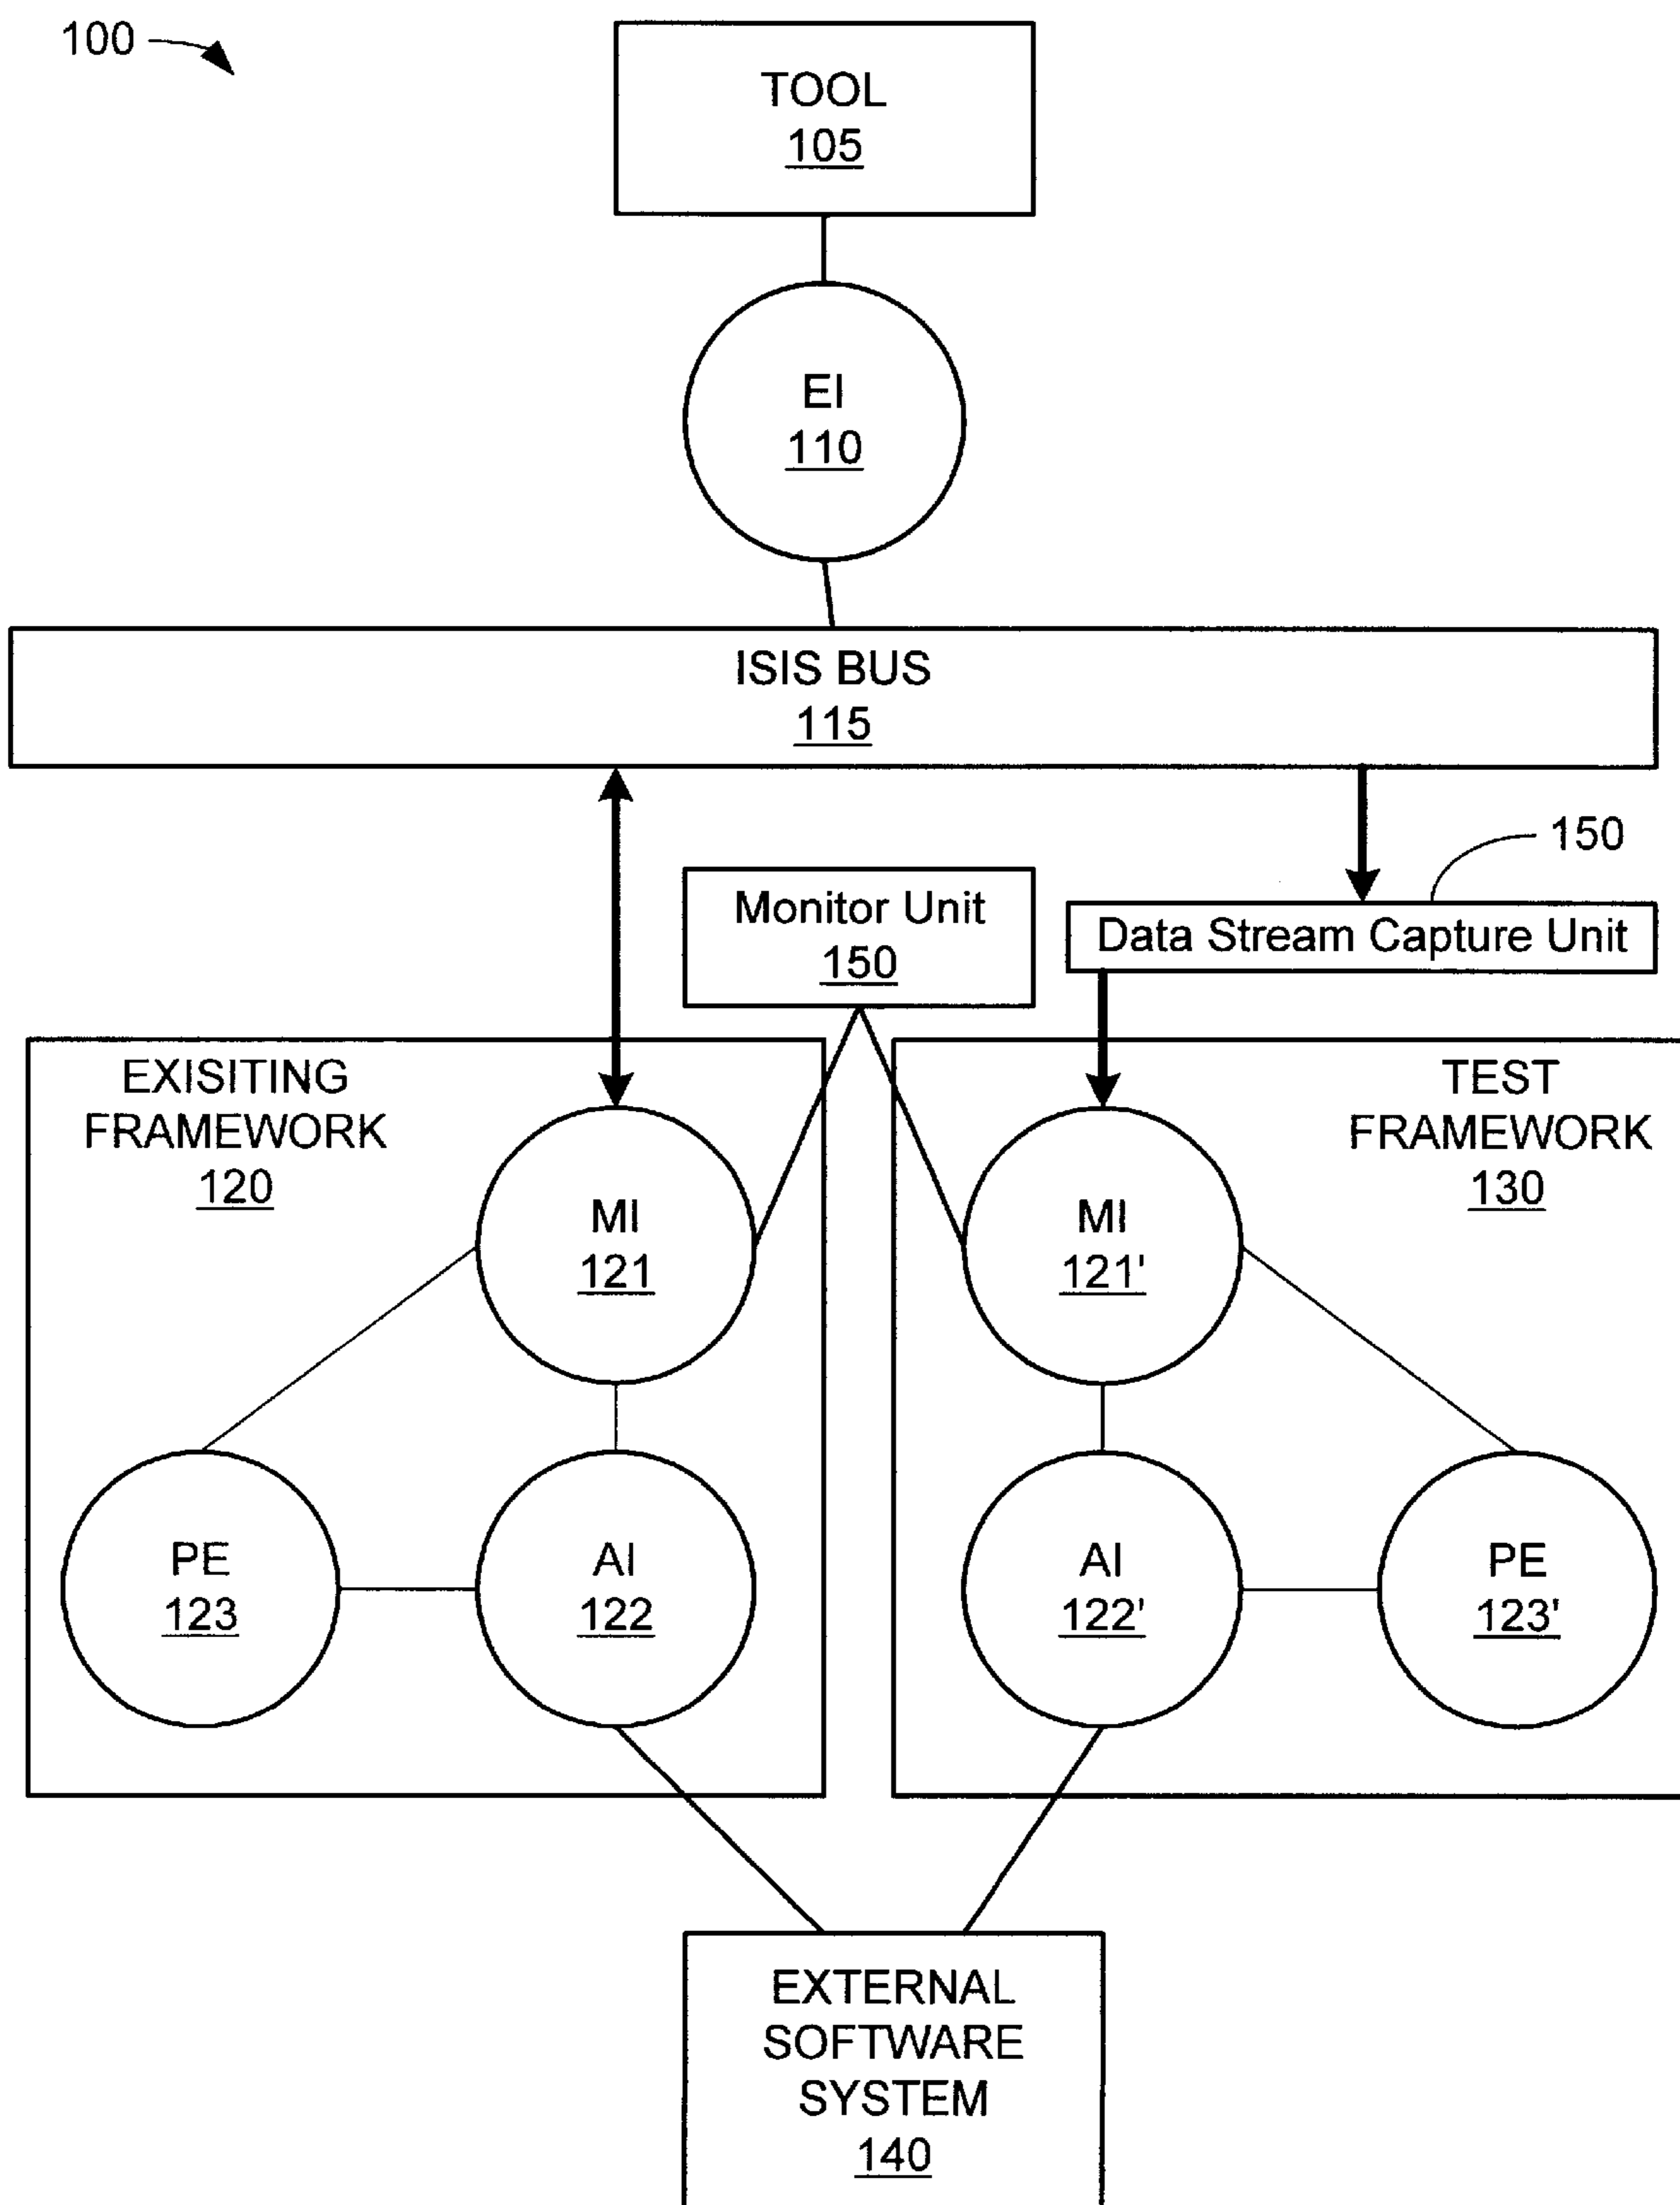 100
TOOL
105
EI
110
ISIS BUS
115
150
Monitor Unit
150
Data Stream Capture Unit
EXISITING
FRAMEWORK
120
TEST
FRAMEWORK
130
MI
121
MI
121'
PE
123
AI
122
AI
122'
PE
123'
EXTERNAL
SOFTWARE
SYSTEM
140